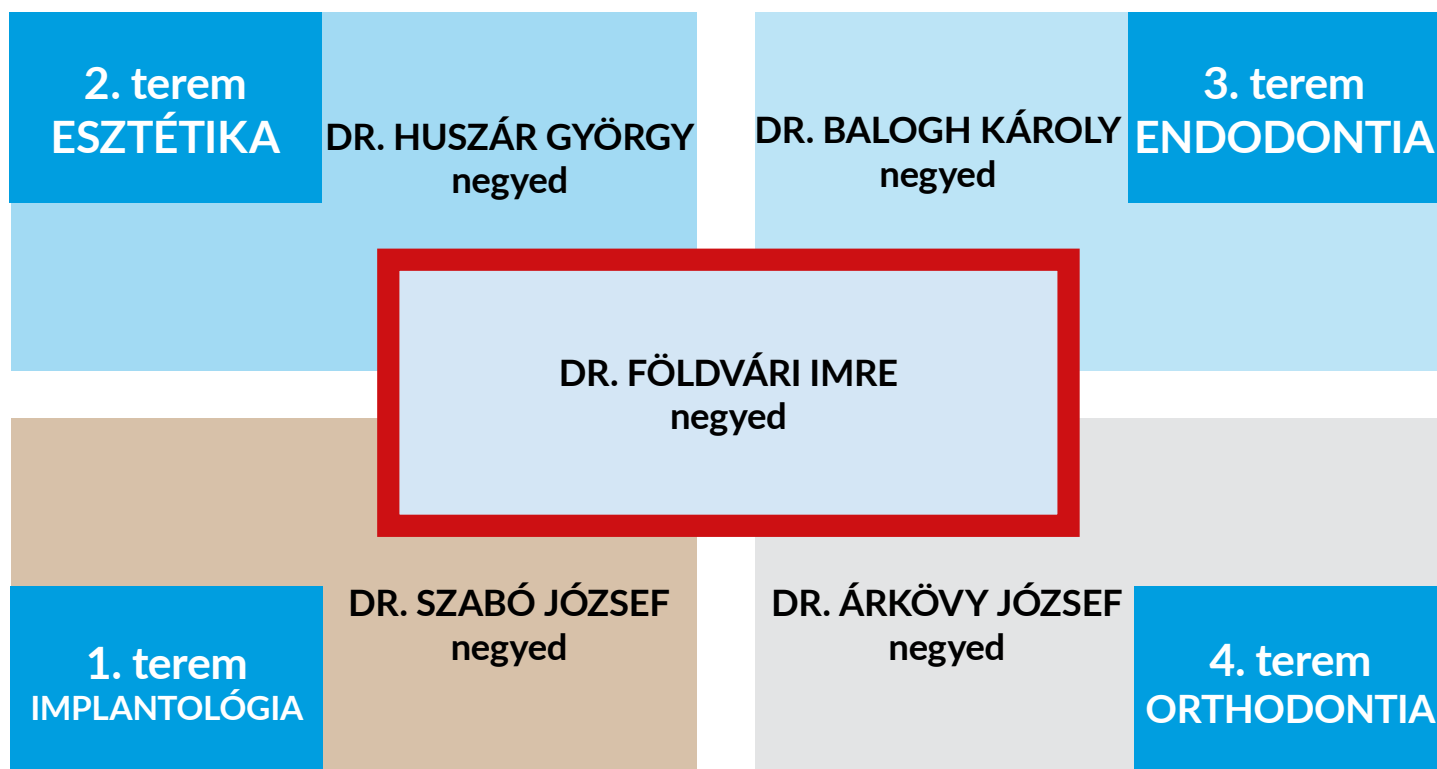 2. terem
ESZTÉTIKA
DR. HUSZÁR GYÖRGY
negyed
DR. BALOGH KÁROLY
negyed
3. terem
ENDODONTIA
DR. FÖLDVÁRI IMRE
negyed
1. terem
IMPLANTOLÓGIA
DR. SZABÓ JÓZSEF
negyed
DR. ÁRKÖVY JÓZSEF
negyed
4. terem
ORTHODONTIA